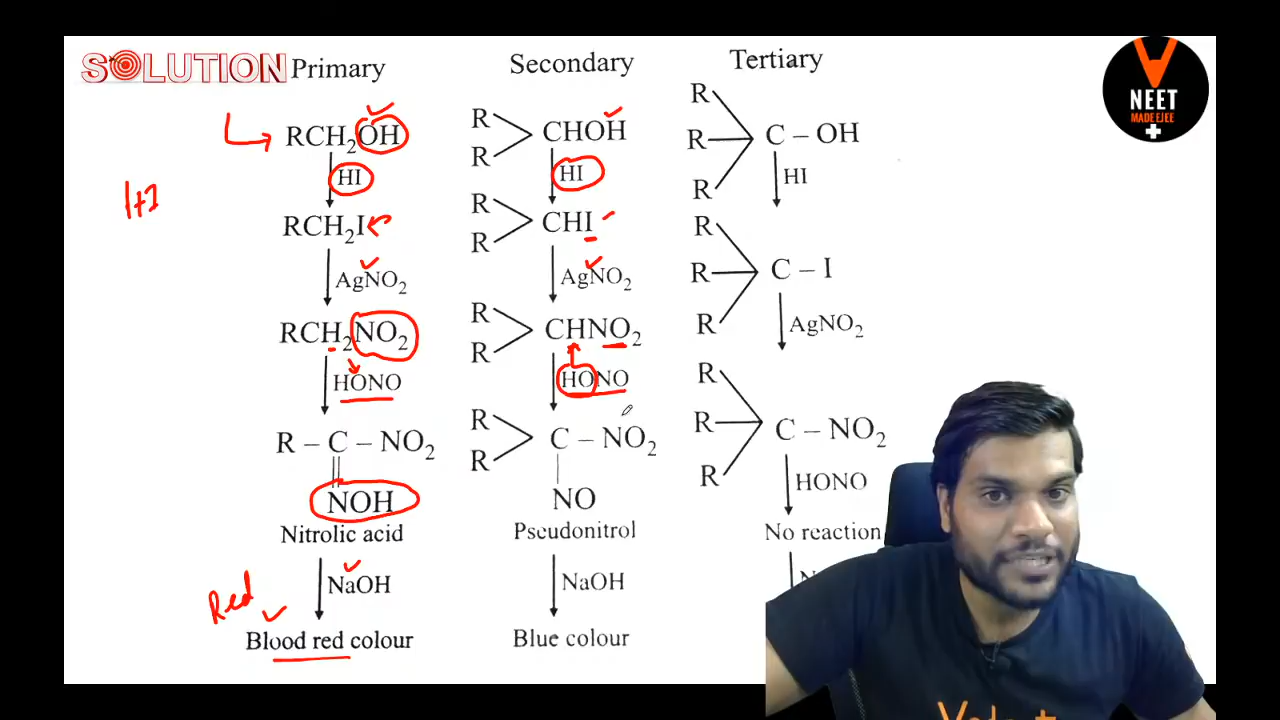 SOLUTION
Primary
RCH₂OH
HI
RCH₂I
AgNO₂
RCH₂NO₂
HONO
R – C – NO₂
NOH
Nitrolic acid
NaOH
Blood red colour
Red
Secondary
R
CHOH
R
HI
R
CHI
R
AgNO₂
R
CHNO₂
R
HONO
R
C – NO₂
R
NO
Pseudonitrol
NaOH
Blue colour
Tertiary
R
R C – OH
R
HI
R
R C – I
R
AgNO₂
R
R C – NO₂
R
HONO
No reaction
NEET
MADE EJEE